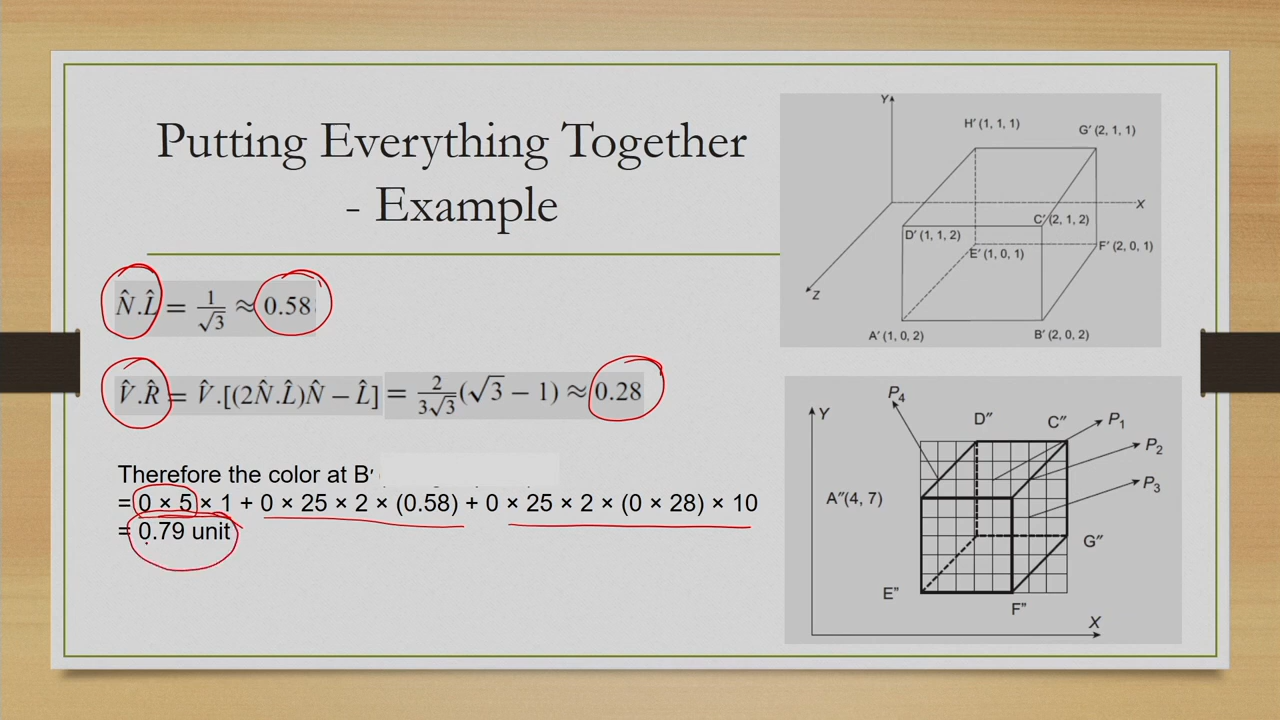 Putting Everything Together
- Example
N̂.L̂ = 1/√3 ≈ 0.58
V̂.R̂ = V̂.[(2N̂.L̂)N̂ − L̂] = 2/3√3 (√3 − 1) ≈ 0.28
Therefore the color at B′
= 0 × 5 × 1 + 0 × 25 × 2 × (0.58) + 0 × 25 × 2 × (0 × 28) × 10
= 0.79 unit
Y
H′ (1, 1, 1)
G′ (2, 1, 1)
X
C′ (2, 1, 2)
D′ (1, 1, 2)
E′ (1, 0, 1)
F′ (2, 0, 1)
Z
A′ (1, 0, 2)
B′ (2, 0, 2)
P4
Y
D″
C″
P1
P2
P3
A″(4, 7)
G″
E″
F″
X